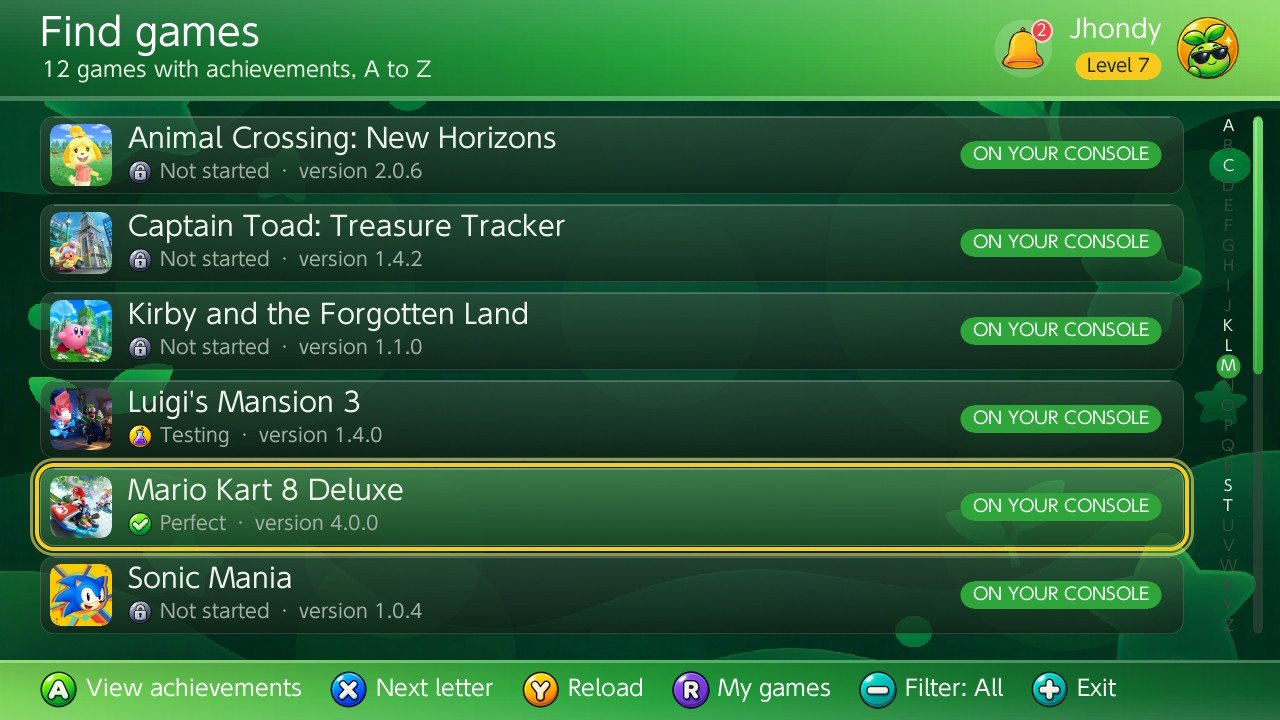 Find games
12 games with achievements, A to Z
2
Jhondy
Level 7
Animal Crossing: New Horizons
Not started · version 2.0.6
ON YOUR CONSOLE
Captain Toad: Treasure Tracker
Not started · version 1.4.2
ON YOUR CONSOLE
Kirby and the Forgotten Land
Not started · version 1.1.0
ON YOUR CONSOLE
Luigi's Mansion 3
Testing · version 1.4.0
ON YOUR CONSOLE
Mario Kart 8 Deluxe
Perfect · version 4.0.0
ON YOUR CONSOLE
Sonic Mania
Not started · version 1.0.4
ON YOUR CONSOLE
A
B
C
D
E
F
G
H
I
J
K
L
M
N
O
P
Q
R
S
T
U
V
W
X
Y
Z
A View achievements
X Next letter
Y Reload
R My games
− Filter: All
+ Exit